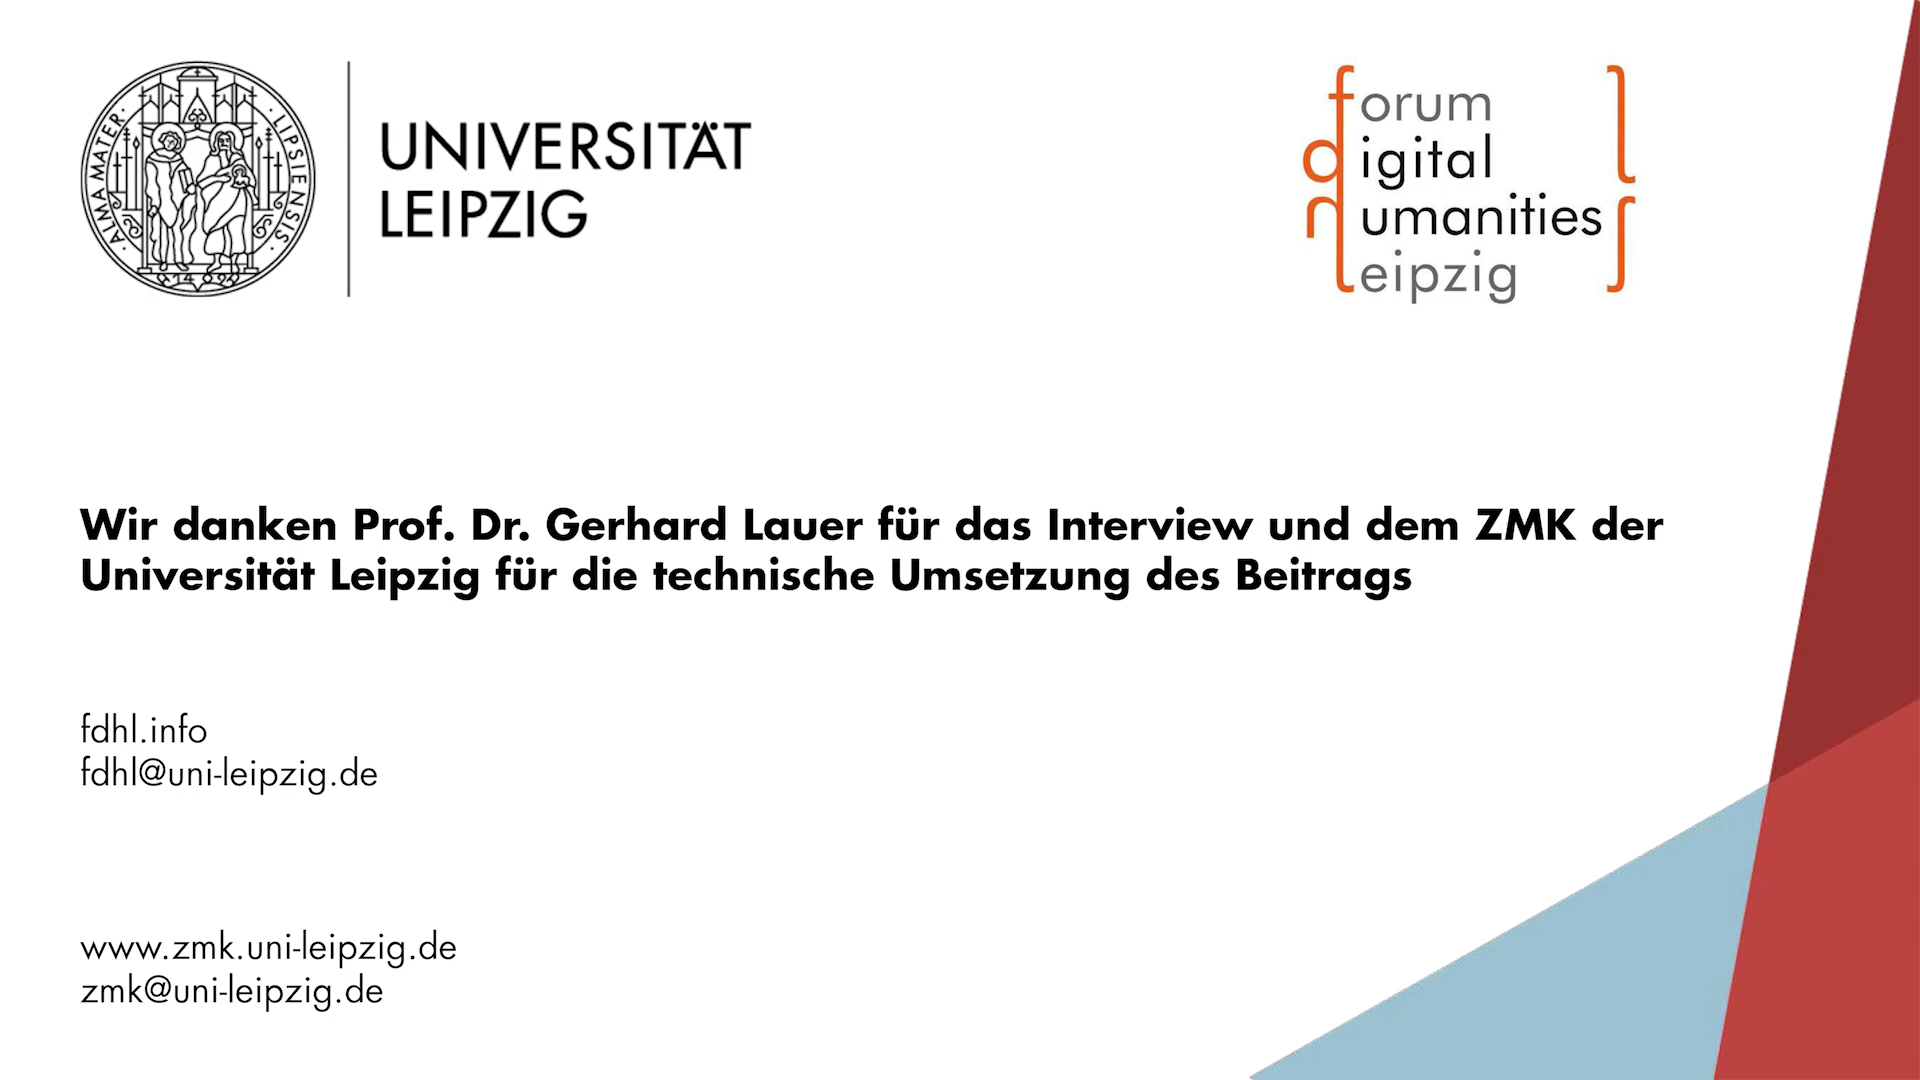 ALMA MATER
LIPSIENSIS
1409
UNIVERSITÄT
LEIPZIG
forum
digital
humanities
leipzig
Wir danken Prof. Dr. Gerhard Lauer für das Interview und dem ZMK der
Universität Leipzig für die technische Umsetzung des Beitrags
fdhl.info
fdhl@uni-leipzig.de
www.zmk.uni-leipzig.de
zmk@uni-leipzig.de